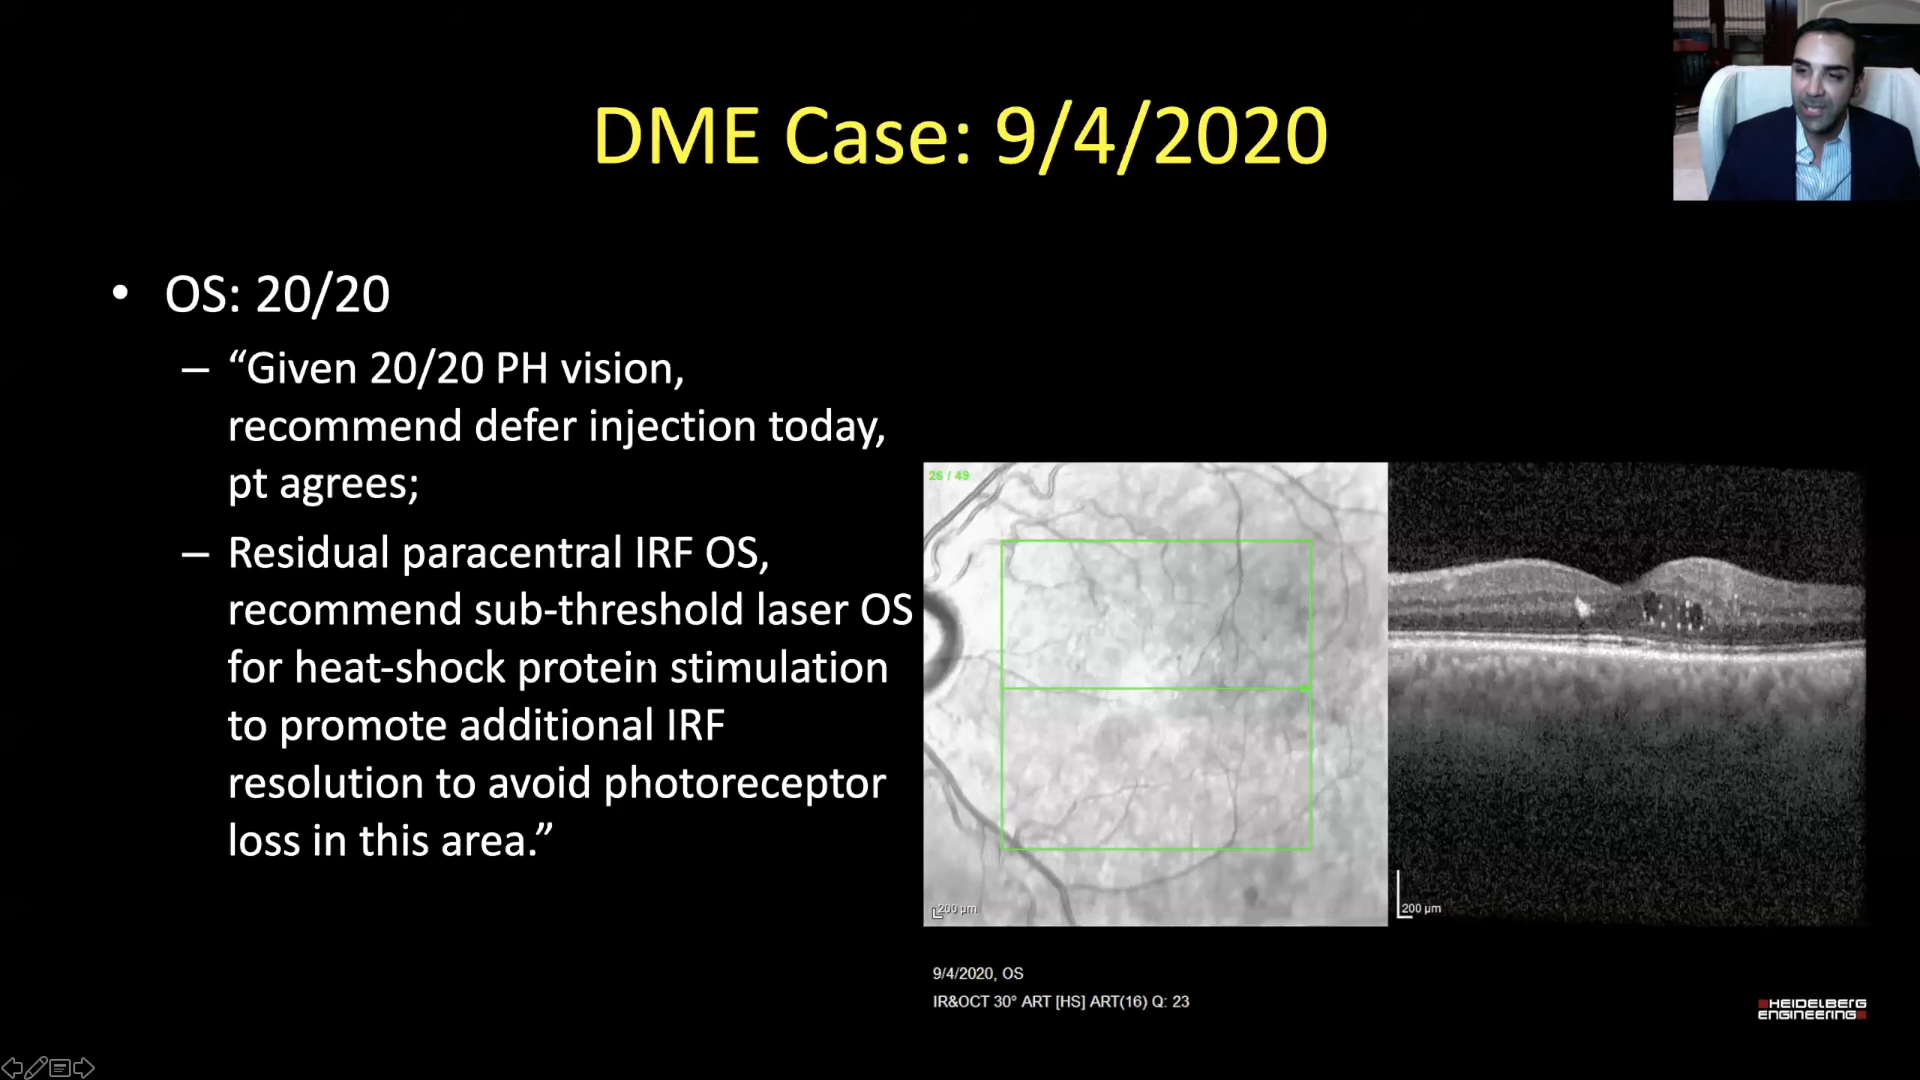 DME Case: 9/4/2020
• OS: 20/20
– “Given 20/20 PH vision,
recommend defer injection today,
pt agrees;
– Residual paracentral IRF OS,
recommend sub-threshold laser OS
for heat-shock protein stimulation
to promote additional IRF
resolution to avoid photoreceptor
loss in this area.”
26 / 49
200 µm
200 µm
9/4/2020, OS
IR&OCT 30° ART [HS] ART(16) Q: 23
HEIDELBERG
ENGINEERING